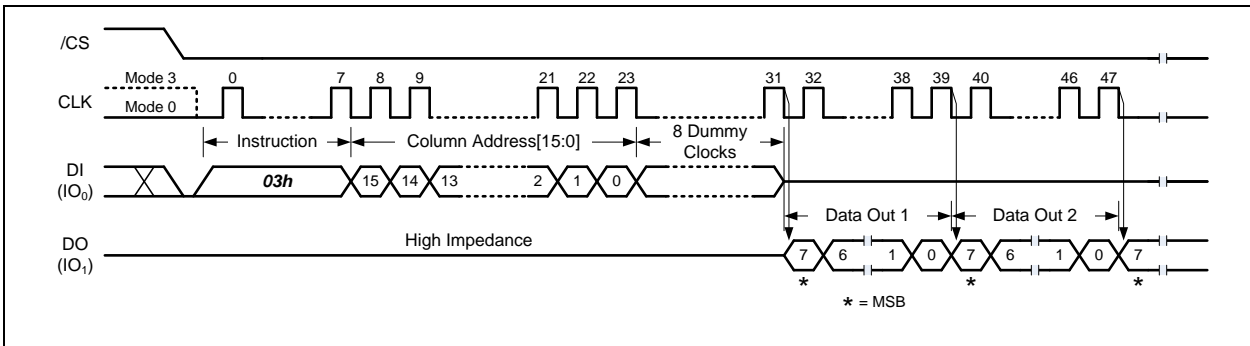 /CS
Mode 3 0 7 8 9 21 22 23 31 32 38 39 40 46 47
CLK
Mode 0
Instruction Column Address[15:0] 8 Dummy Clocks
DI
(IO0)
03h 15 14 13 2 1 0
Data Out 1 Data Out 2
DO
(IO1)
High Impedance
7 6 1 0 7 6 1 0 7
* * *
* = MSB